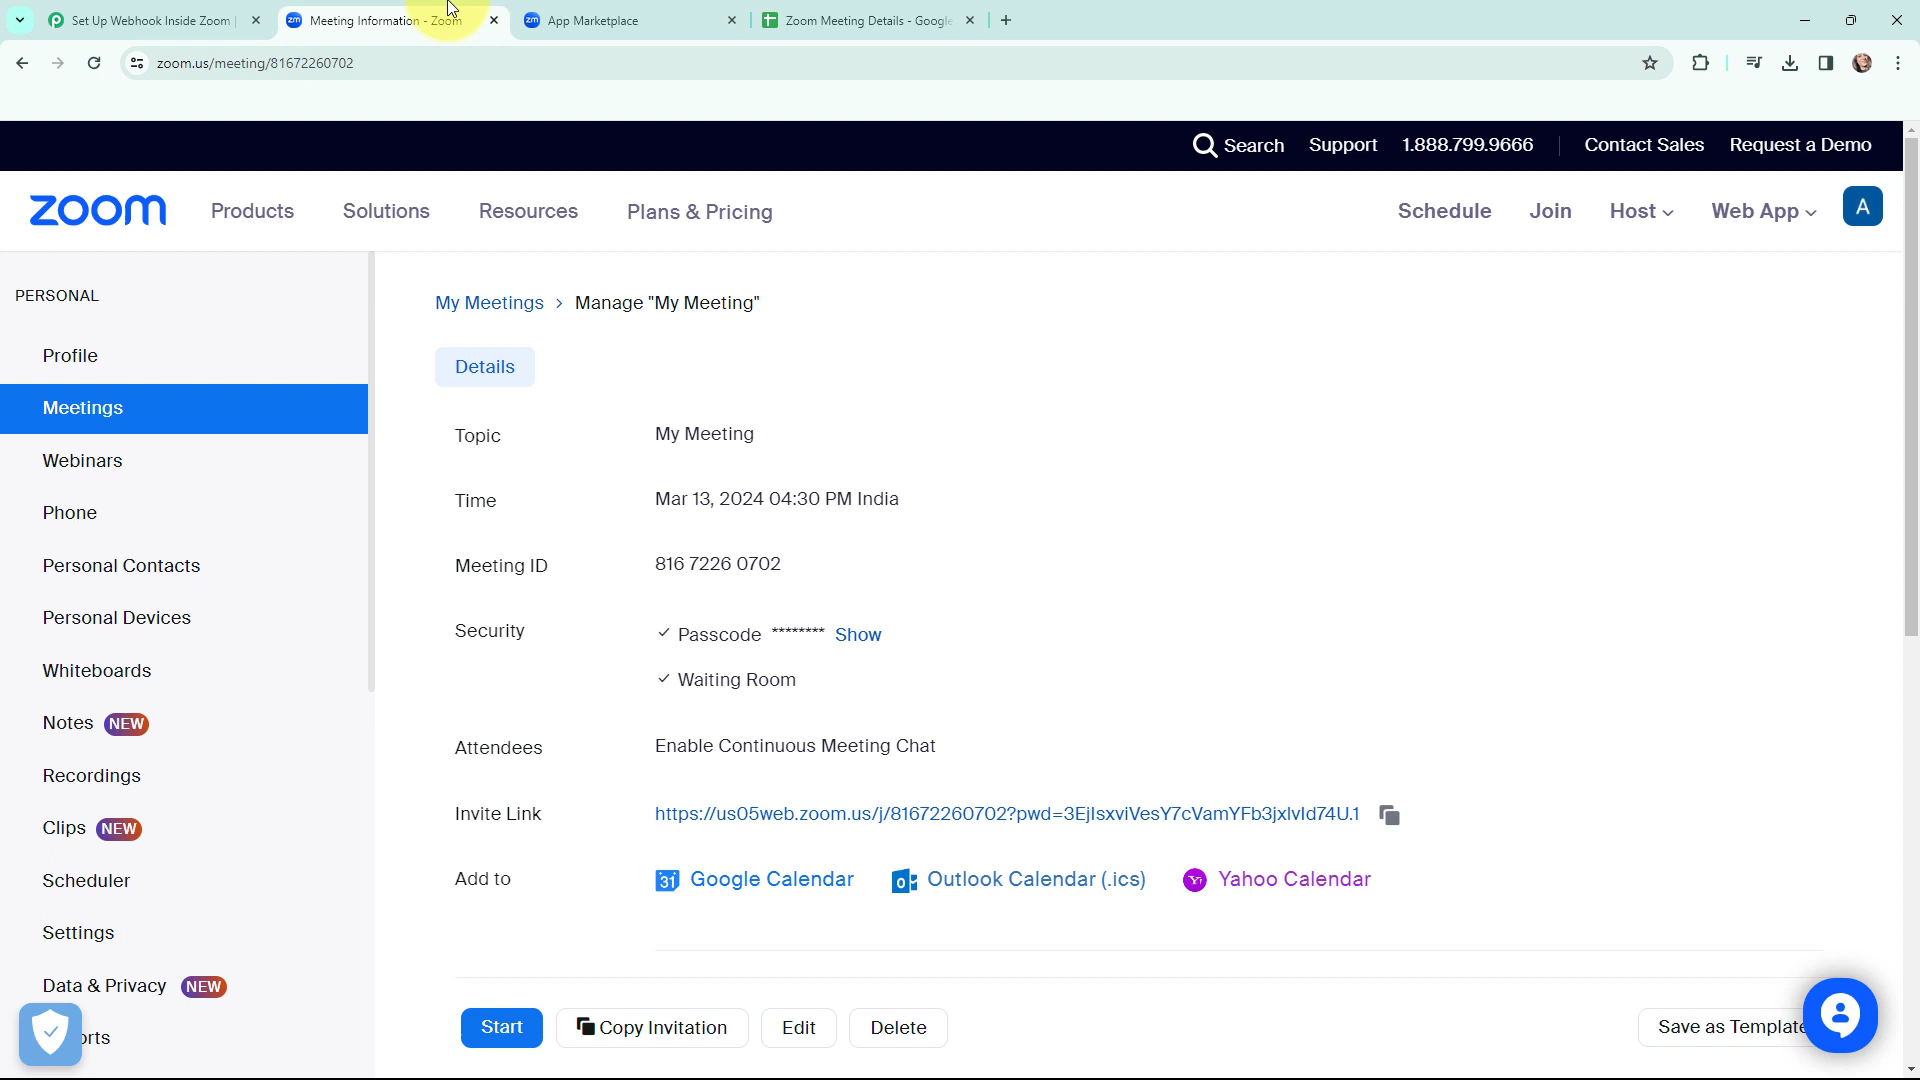 Set Up Webhook Inside Zoom
Meeting Information - Zoom
App Marketplace
Zoom Meeting Details - Google
zoom.us/meeting/81672260702
Search Support 1.888.799.9666 Contact Sales Request a Demo
zoom Products Solutions Resources Plans & Pricing Schedule Join Host Web App A
PERSONAL
Profile
Meetings
Webinars
Phone
Personal Contacts
Personal Devices
Whiteboards
Notes NEW
Recordings
Clips NEW
Scheduler
Settings
Data & Privacy NEW
orts
My Meetings > Manage "My Meeting"
Details
Topic My Meeting
Time Mar 13, 2024 04:30 PM India
Meeting ID 816 7226 0702
Security ✓ Passcode ******** Show
✓ Waiting Room
Attendees Enable Continuous Meeting Chat
Invite Link https://us05web.zoom.us/j/81672260702?pwd=3EjlsxviVesY7cVamYFb3jxlvld74U.1
Add to 31 Google Calendar Outlook Calendar (.ics) Yahoo Calendar
Start Copy Invitation Edit Delete Save as Template